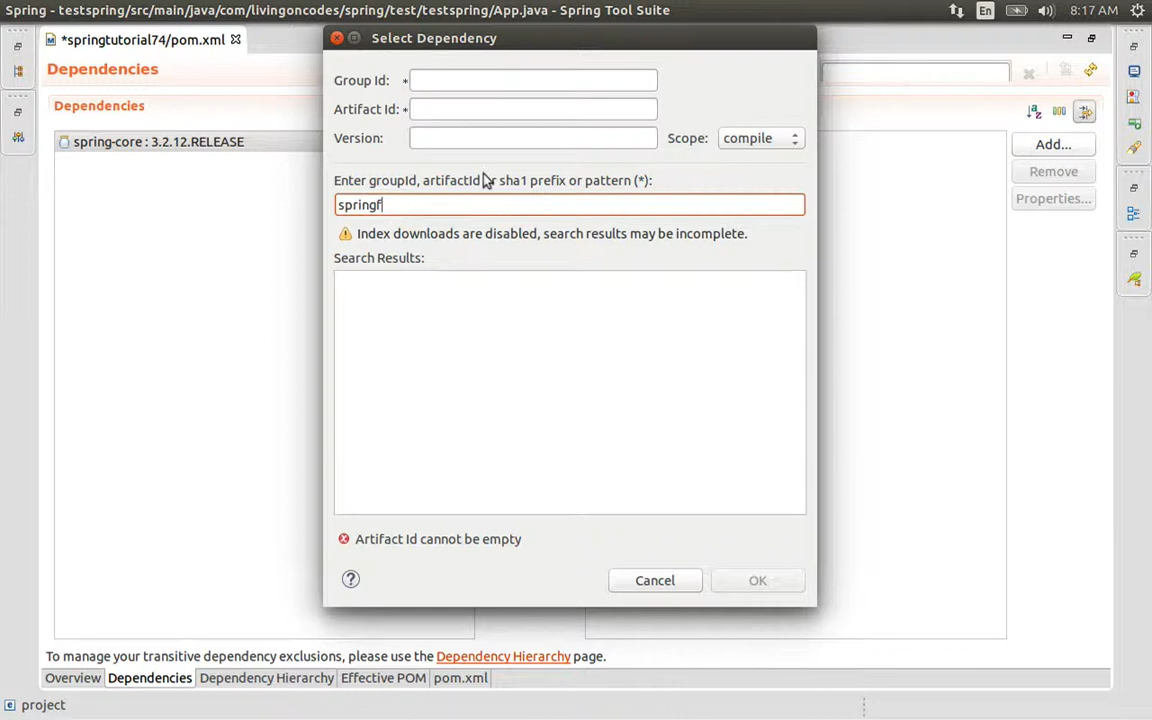 Spring - testspring/src/main/java/com/livingoncodes/spring/test/testspring/App.java - Spring Tool Suite
En
8:17 AM
*springtutorial74/pom.xml
Select Dependency
Dependencies
Group Id:
*
Dependencies
Artifact Id:
*
spring-core : 3.2.12.RELEASE
Version:
Scope:
compile
Add...
Remove
Properties...
Enter groupId, artifactId or sha1 prefix or pattern (*):
springf
Index downloads are disabled, search results may be incomplete.
Search Results:
Artifact Id cannot be empty
?
Cancel
OK
To manage your transitive dependency exclusions, please use the Dependency Hierarchy page.
Overview
Dependencies
Dependency Hierarchy
Effective POM
pom.xml
project